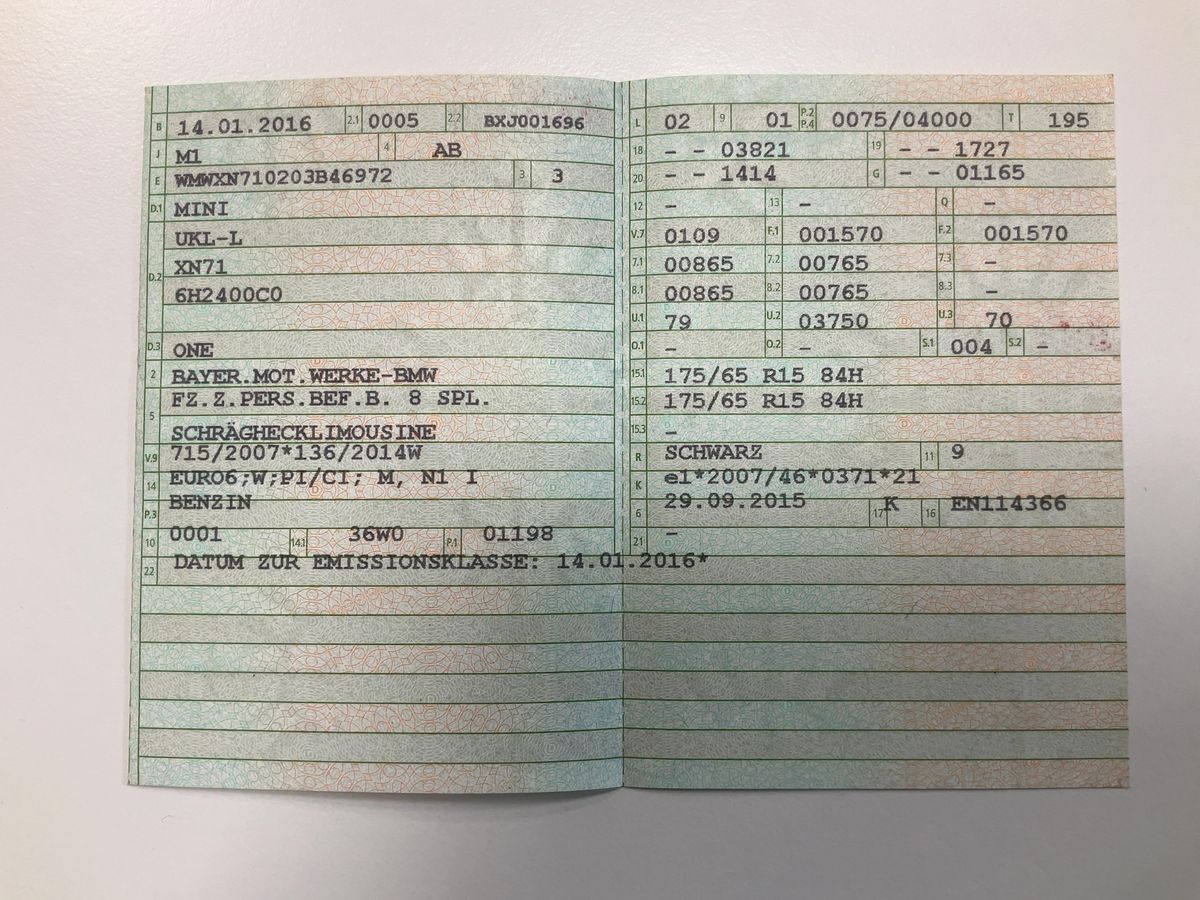 B 14.01.2016 2.1 0005 2.2 BXJ001696
J M1 4 AB
E WMWXN710203B46972 3 3
D.1 MINI
UKL-L
D.2 XN71
6H2400C0
D.3 ONE
2 BAYER.MOT.WERKE-BMW
5 FZ.Z.PERS.BEF.B. 8 SPL.
SCHRÄGHECKLIMOUSINE
V.9 715/2007*136/2014W
14 EURO6;W;PI/CI; M, N1 I
P.3 BENZIN
10 0001 14.1 36W0 P.1 01198
22 DATUM ZUR EMISSIONSKLASSE: 14.01.2016*
L 02 9 01 P.2 P.4 0075/04000 T 195
18 - - 03821 19 - - 1727
20 - - 1414 G - - 01165
12 - 13 - Q -
V.7 0109 F.1 001570 F.2 001570
7.1 00865 7.2 00765 7.3 -
8.1 00865 8.2 00765 8.3 -
U.1 79 U.2 03750 U.3 70
O.1 - O.2 - S.1 004 S.2 -
15.1 175/65 R15 84H
15.2 175/65 R15 84H
15.3 -
R SCHWARZ 11 9
K e1*2007/46*0371*21
6 29.09.2015 17 K 16 EN114366
21 -